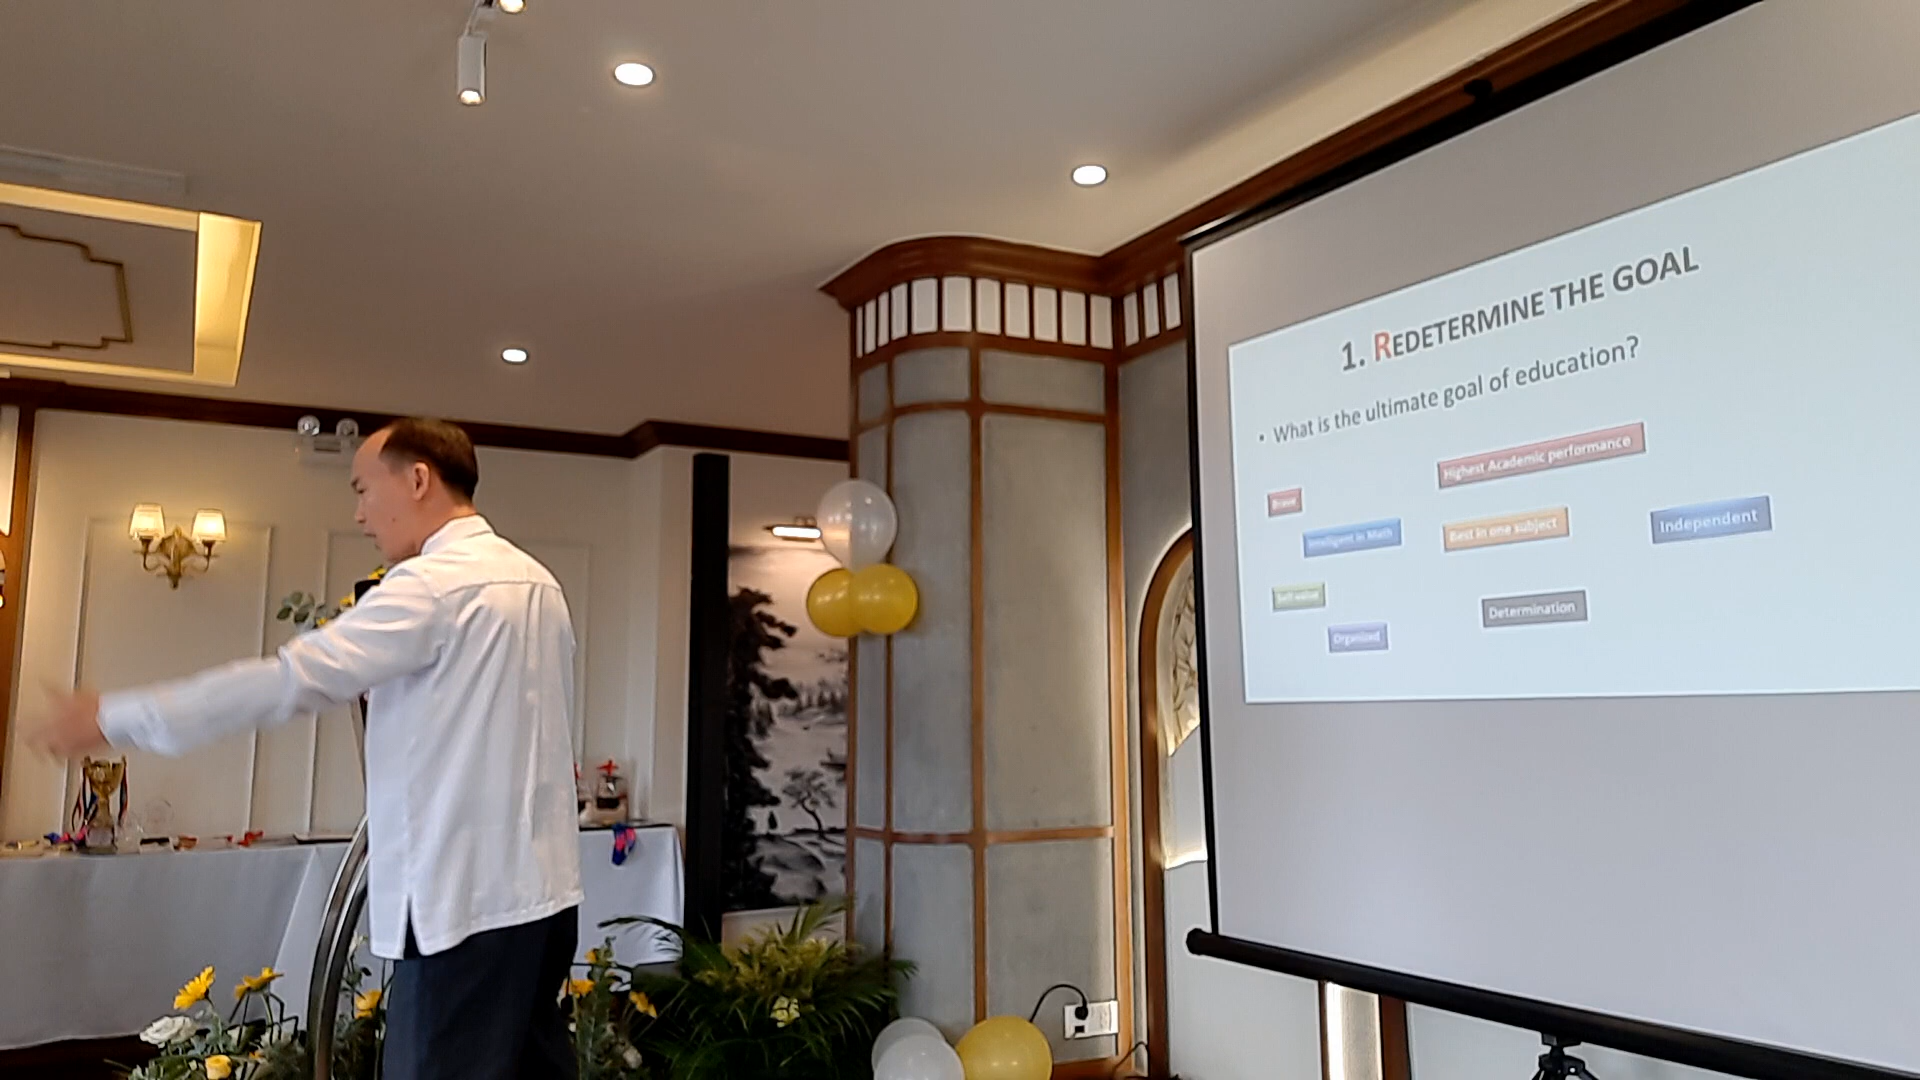 1. REDETERMINE THE GOAL
• What is the ultimate goal of education?
Highest Academic performance
Brave
Intelligent in Math
Best in one subject
Independent
Determination
Organized